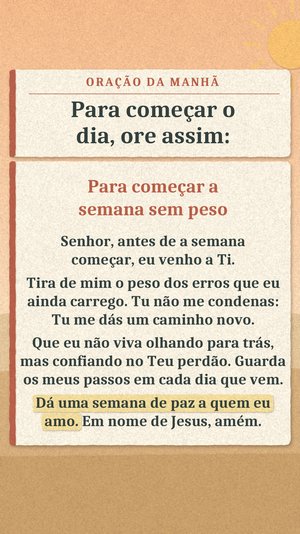 ORAÇÃO DA MANHÃ
Para começar o
dia, ore assim:
Para começar a
semana sem peso
Senhor, antes de a semana
começar, eu venho a Ti.
Tira de mim o peso dos erros que eu
ainda carrego. Tu não me condenas:
Tu me dás um caminho novo.
Que eu não viva olhando para trás,
mas confiando no Teu perdão. Guarda
os meus passos em cada dia que vem.
Dá uma semana de paz a quem eu
amo. Em nome de Jesus, amém.